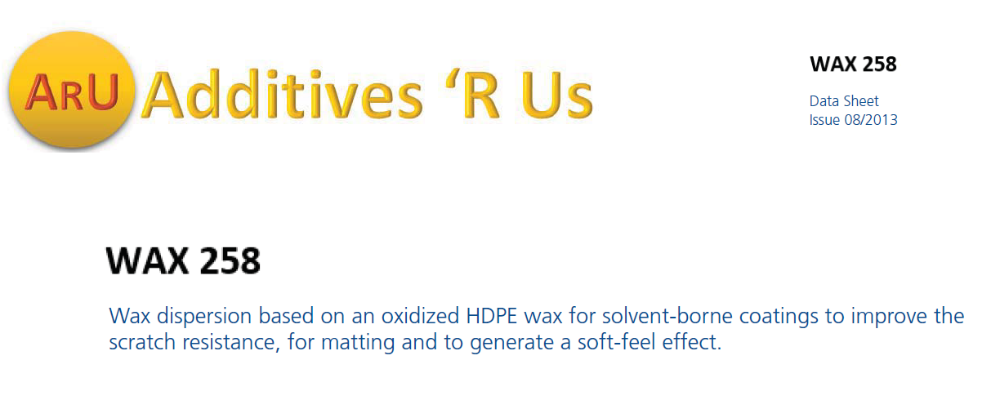 ARU Additives ‘R Us
WAX 258
Data Sheet
Issue 08/2013
WAX 258
Wax dispersion based on an oxidized HDPE wax for solvent-borne coatings to improve the
scratch resistance, for matting and to generate a soft-feel effect.